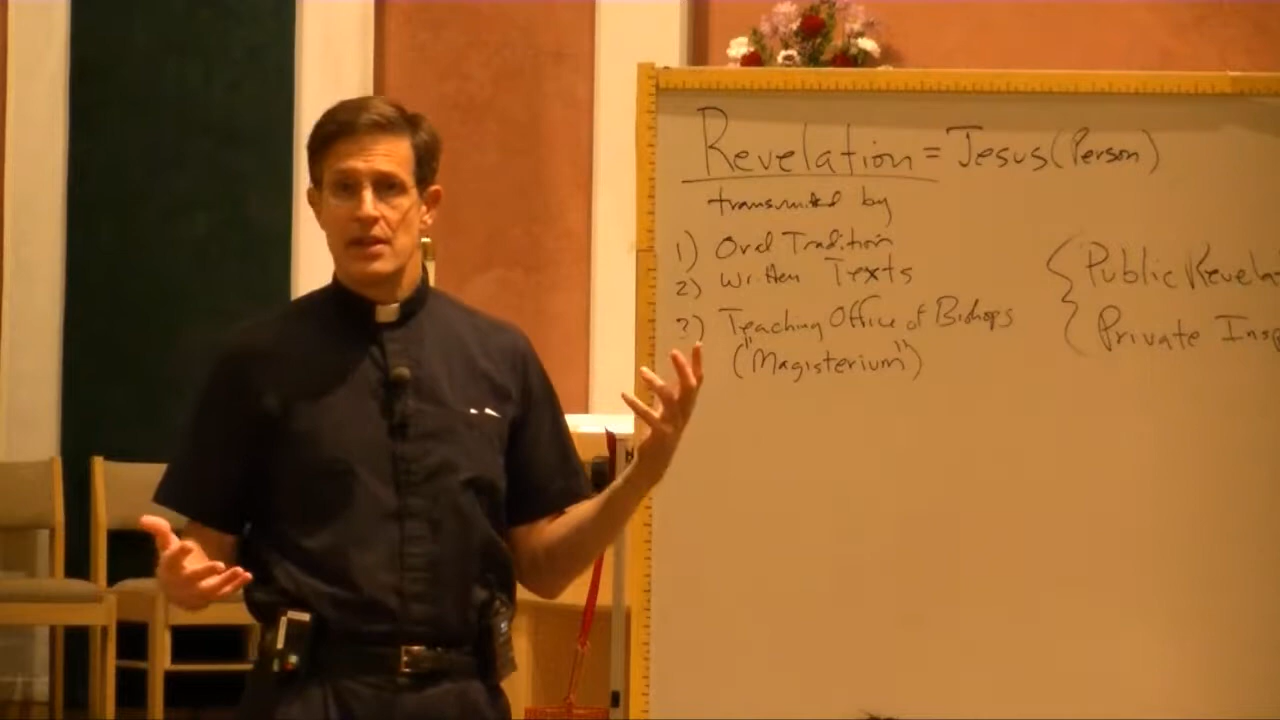 Revelation = Jesus (Person)
transmitted by
1) Oral Tradition
2) Written Texts
3) Teaching Office of Bishops
("Magisterium")
{ Public Revela
Private Insp